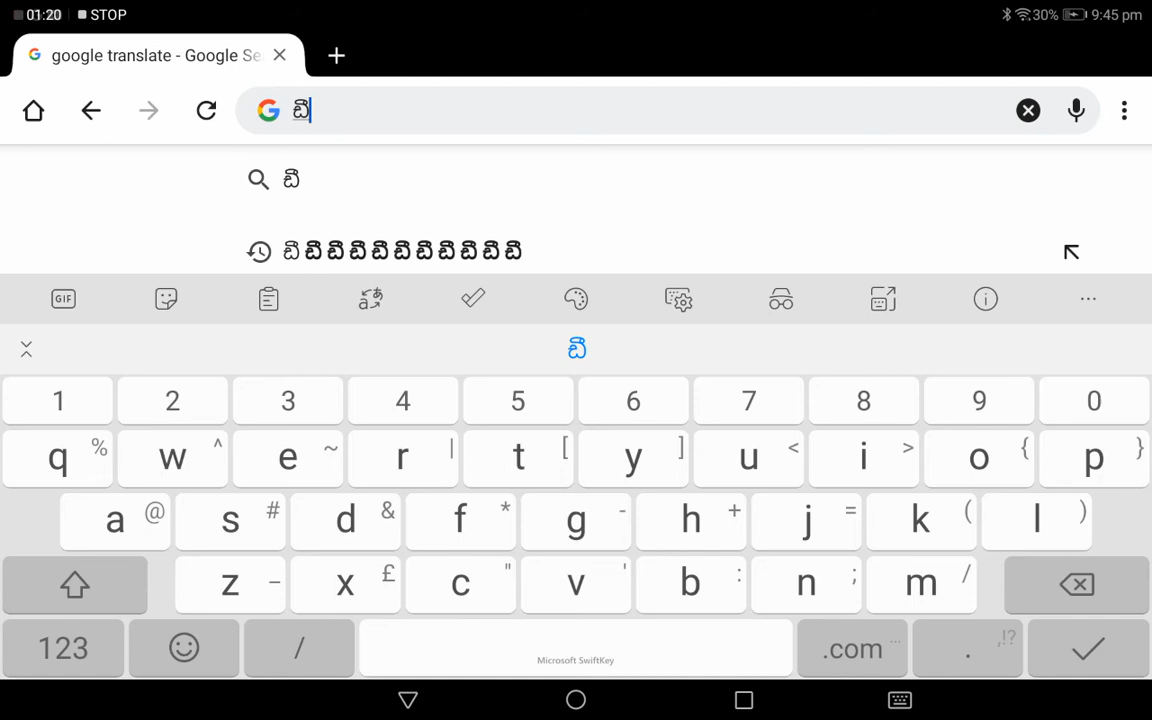 01:20 STOP 30% 9:45 pm
google translate - Google Se
ඩී
ඩී
ඩීඩීඩීඩීඩීඩීඩීඩීඩීඩීඩී
GIF
ඩී
1 2 3 4 5 6 7 8 9 0
q % w ^ e ~ r | t [ y ] u < i > o { p }
a @ s # d & f * g - h + j = k ( l )
z _ x £ c " v ' b : n ; m /
123 / Microsoft SwiftKey .com ... . ,!?